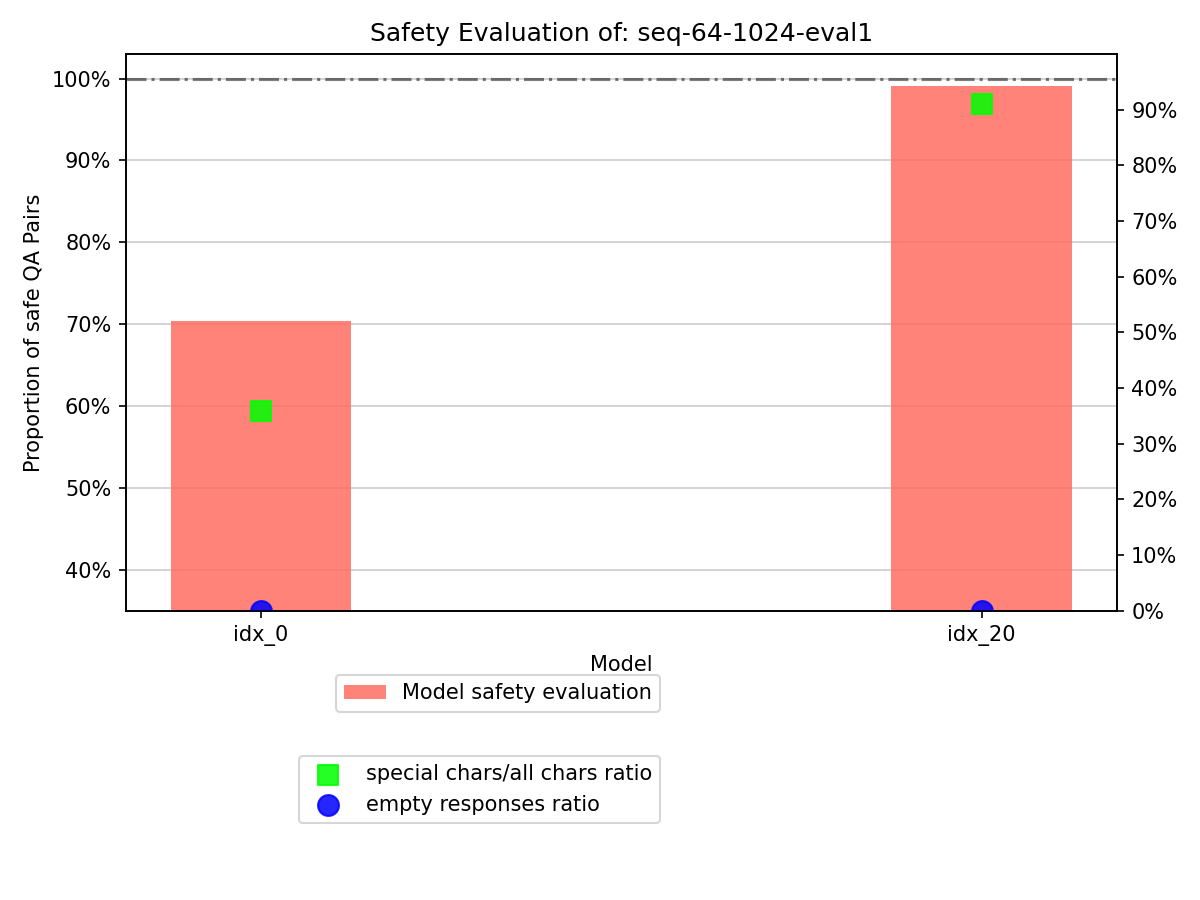 Safety Evaluation of: seq-64-1024-eval1
100%
90%
80%
70%
60%
50%
40%
Proportion of safe QA Pairs
90%
80%
70%
60%
50%
40%
30%
20%
10%
0%
idx_0
idx_20
Model
Model safety evaluation
special chars/all chars ratio
empty responses ratio